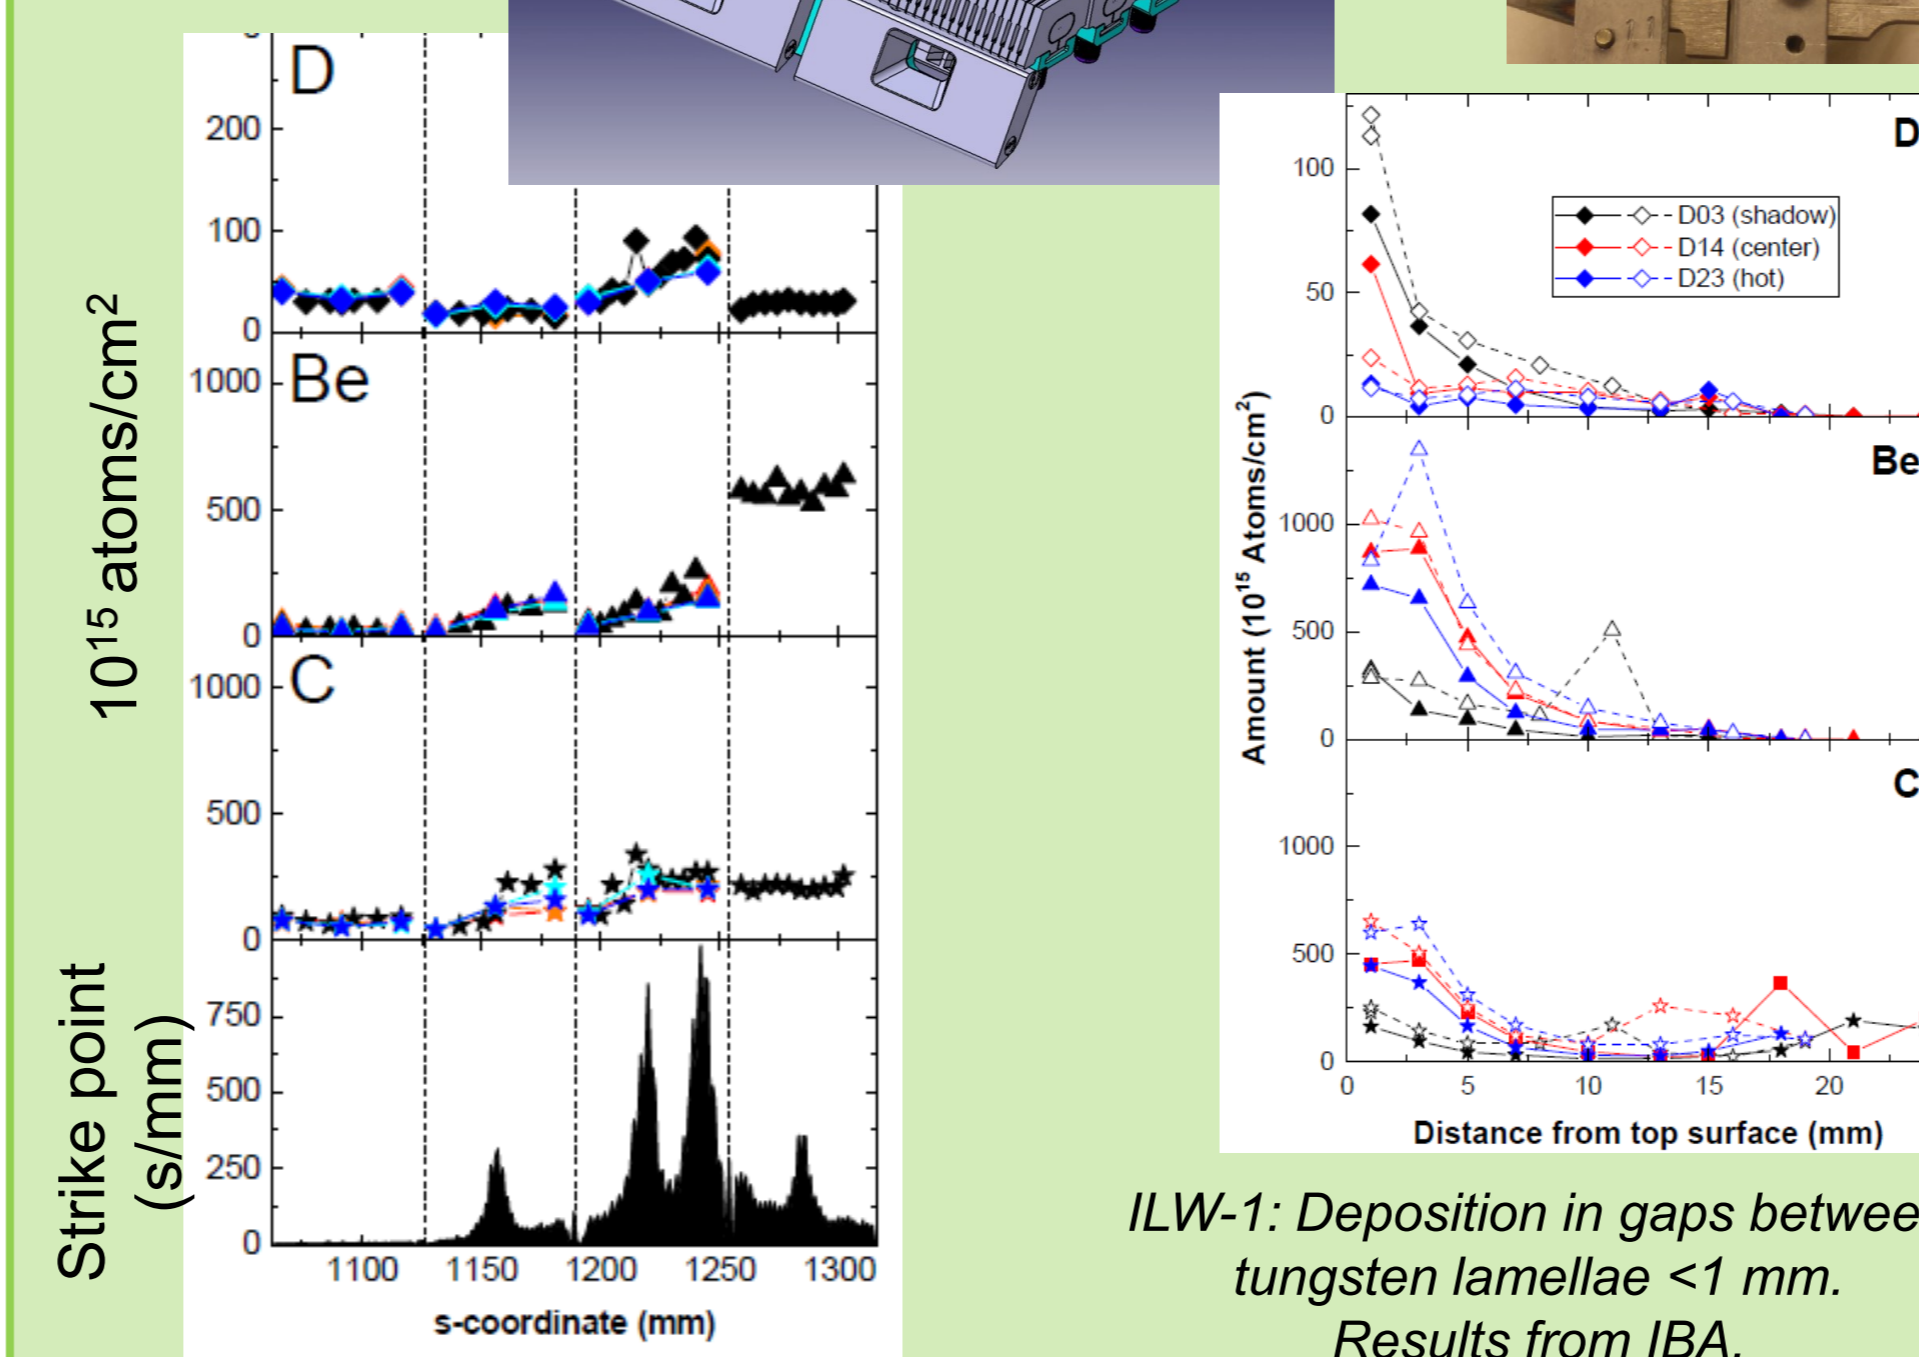 D
200
100
0
Be
1000
500
0
C
1000
500
0
750
500
250
0
1100 1150 1200 1250 1300
s-coordinate (mm)
10¹⁵ atoms/cm²
Strike point
(s/mm)
D
100
50
0
D03 (shadow)
D14 (center)
D23 (hot)
Be
1000
500
0
C
1000
500
0
0 5 10 15 20
Amount (10¹⁵ Atoms/cm²)
Distance from top surface (mm)
ILW-1: Deposition in gaps betwee
tungsten lamellae <1 mm.
Results from IBA.